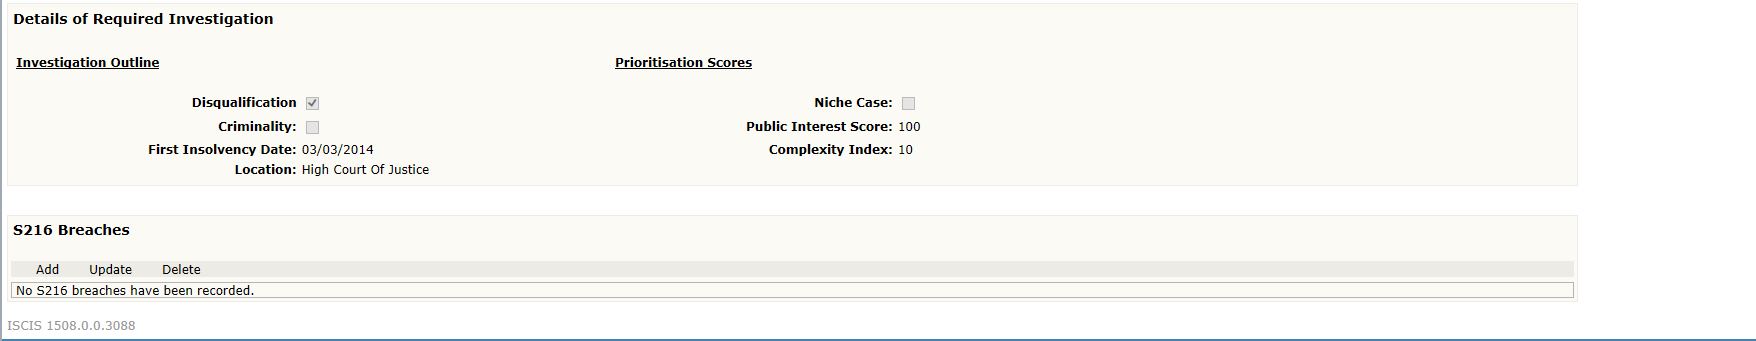 Details of Required Investigation
Investigation Outline
Disqualification
Criminality:
First Insolvency Date: 03/03/2014
Location: High Court Of Justice
Prioritisation Scores
Niche Case:
Public Interest Score: 100
Complexity Index: 10
S216 Breaches
Add Update Delete
No S216 breaches have been recorded.
ISCIS 1508.0.0.3088